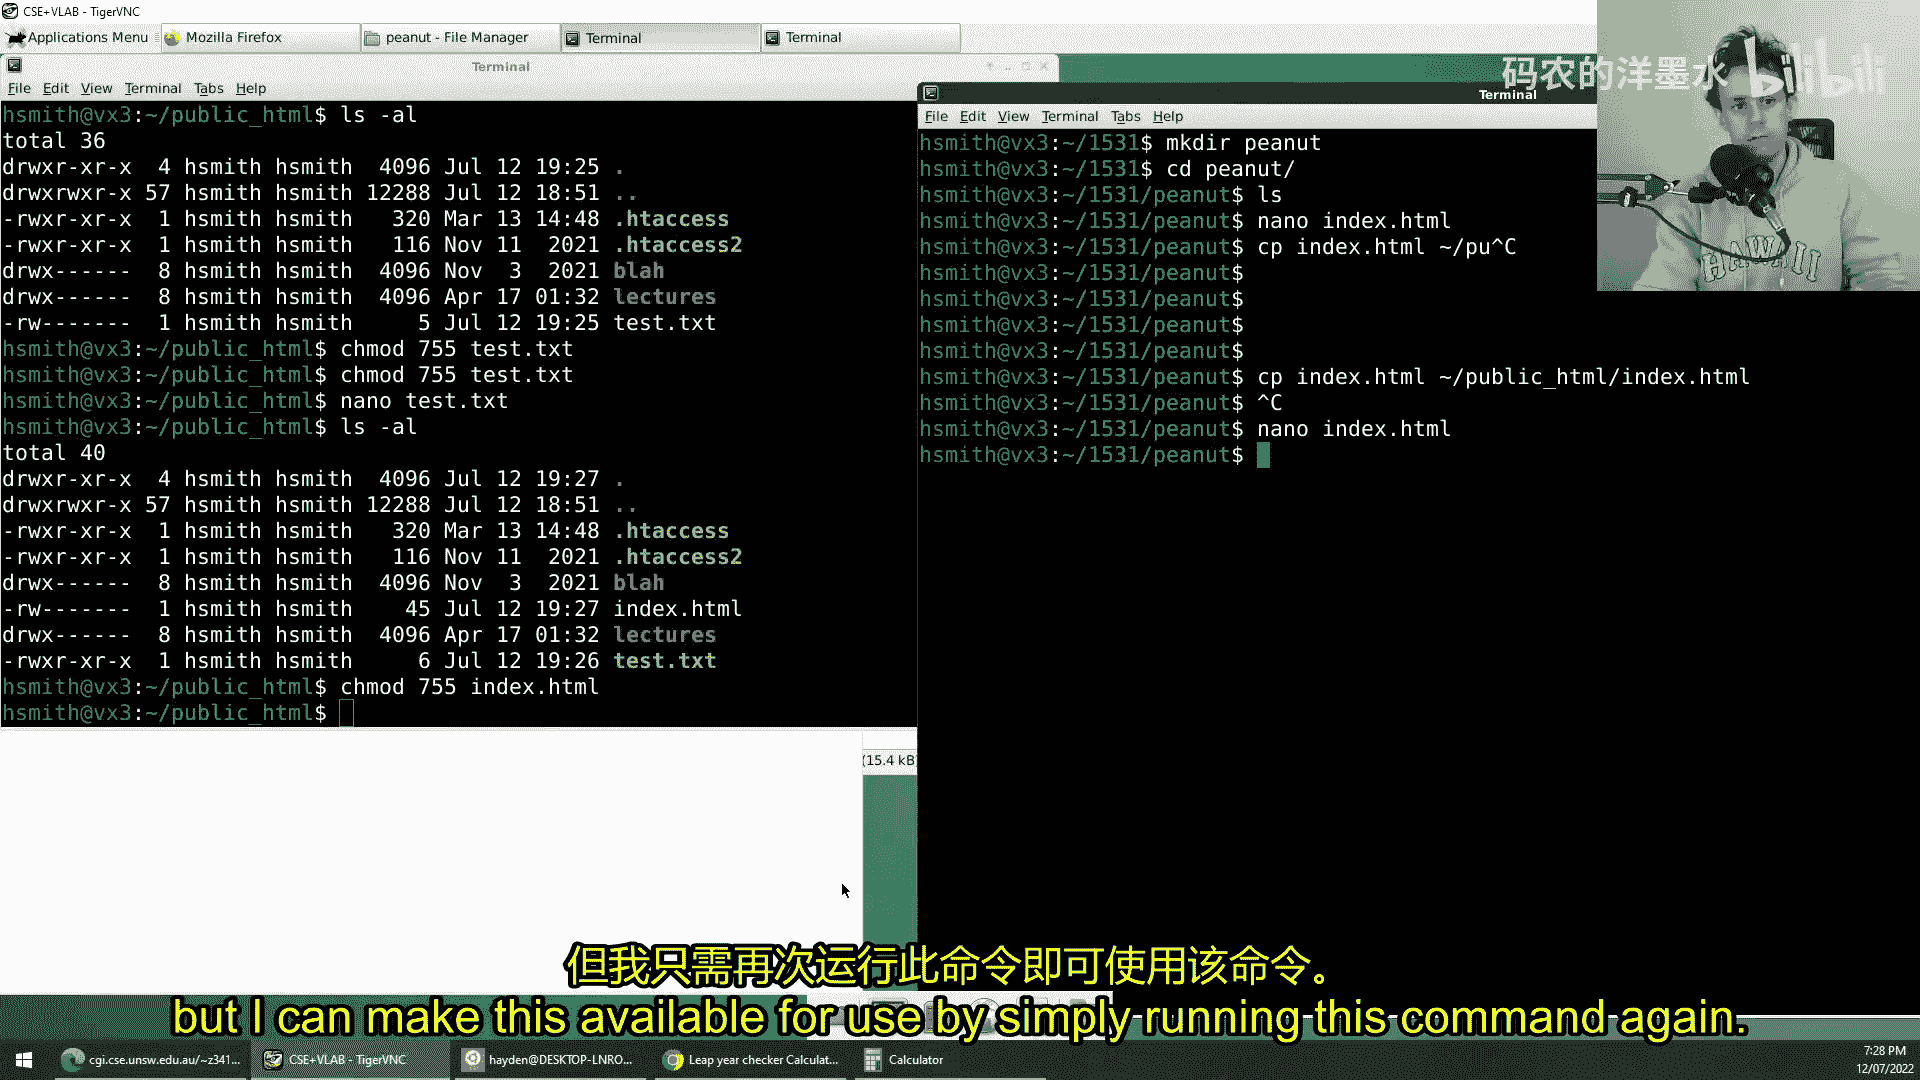 CSE+VLAB - TigerVNC
Applications Menu
Mozilla Firefox
peanut - File Manager
Terminal
Terminal
码农的洋墨水 bilibili
Terminal
File Edit View Terminal Tabs Help
hsmith@vx3:~/public_html$ ls -al
total 36
drwxr-xr-x 4 hsmith hsmith 4096 Jul 12 19:25 .
drwxrwxr-x 57 hsmith hsmith 12288 Jul 12 18:51 ..
-rwxr-xr-x 1 hsmith hsmith 320 Mar 13 14:48 .htaccess
-rwxr-xr-x 1 hsmith hsmith 116 Nov 11 2021 .htaccess2
drwx------ 8 hsmith hsmith 4096 Nov 3 2021 blah
drwx------ 8 hsmith hsmith 4096 Apr 17 01:32 lectures
-rw------- 1 hsmith hsmith 5 Jul 12 19:25 test.txt
hsmith@vx3:~/public_html$ chmod 755 test.txt
hsmith@vx3:~/public_html$ chmod 755 test.txt
hsmith@vx3:~/public_html$ nano test.txt
hsmith@vx3:~/public_html$ ls -al
total 40
drwxr-xr-x 4 hsmith hsmith 4096 Jul 12 19:27 .
drwxrwxr-x 57 hsmith hsmith 12288 Jul 12 18:51 ..
-rwxr-xr-x 1 hsmith hsmith 320 Mar 13 14:48 .htaccess
-rwxr-xr-x 1 hsmith hsmith 116 Nov 11 2021 .htaccess2
drwx------ 8 hsmith hsmith 4096 Nov 3 2021 blah
-rw------- 1 hsmith hsmith 45 Jul 12 19:27 index.html
drwx------ 8 hsmith hsmith 4096 Apr 17 01:32 lectures
-rwxr-xr-x 1 hsmith hsmith 6 Jul 12 19:26 test.txt
hsmith@vx3:~/public_html$ chmod 755 index.html
hsmith@vx3:~/public_html$
Terminal
File Edit View Terminal Tabs Help
hsmith@vx3:~/1531$ mkdir peanut
hsmith@vx3:~/1531$ cd peanut/
hsmith@vx3:~/1531/peanut$ ls
hsmith@vx3:~/1531/peanut$ nano index.html
hsmith@vx3:~/1531/peanut$ cp index.html ~/pu^C
hsmith@vx3:~/1531/peanut$
hsmith@vx3:~/1531/peanut$
hsmith@vx3:~/1531/peanut$
hsmith@vx3:~/1531/peanut$
hsmith@vx3:~/1531/peanut$ cp index.html ~/public_html/index.html
hsmith@vx3:~/1531/peanut$ ^C
hsmith@vx3:~/1531/peanut$ nano index.html
hsmith@vx3:~/1531/peanut$
HAWAII
(15.4 kB)
但我只需再次运行此命令即可使用该命令。
but I can make this available for use by simply running this command again.
cgi.cse.unsw.edu.au/~z341...
CSE+VLAB - TigerVNC
hayden@DESKTOP-LNRO...
Leap year checker Calculat...
Calculator
7:28 PM
12/07/2022